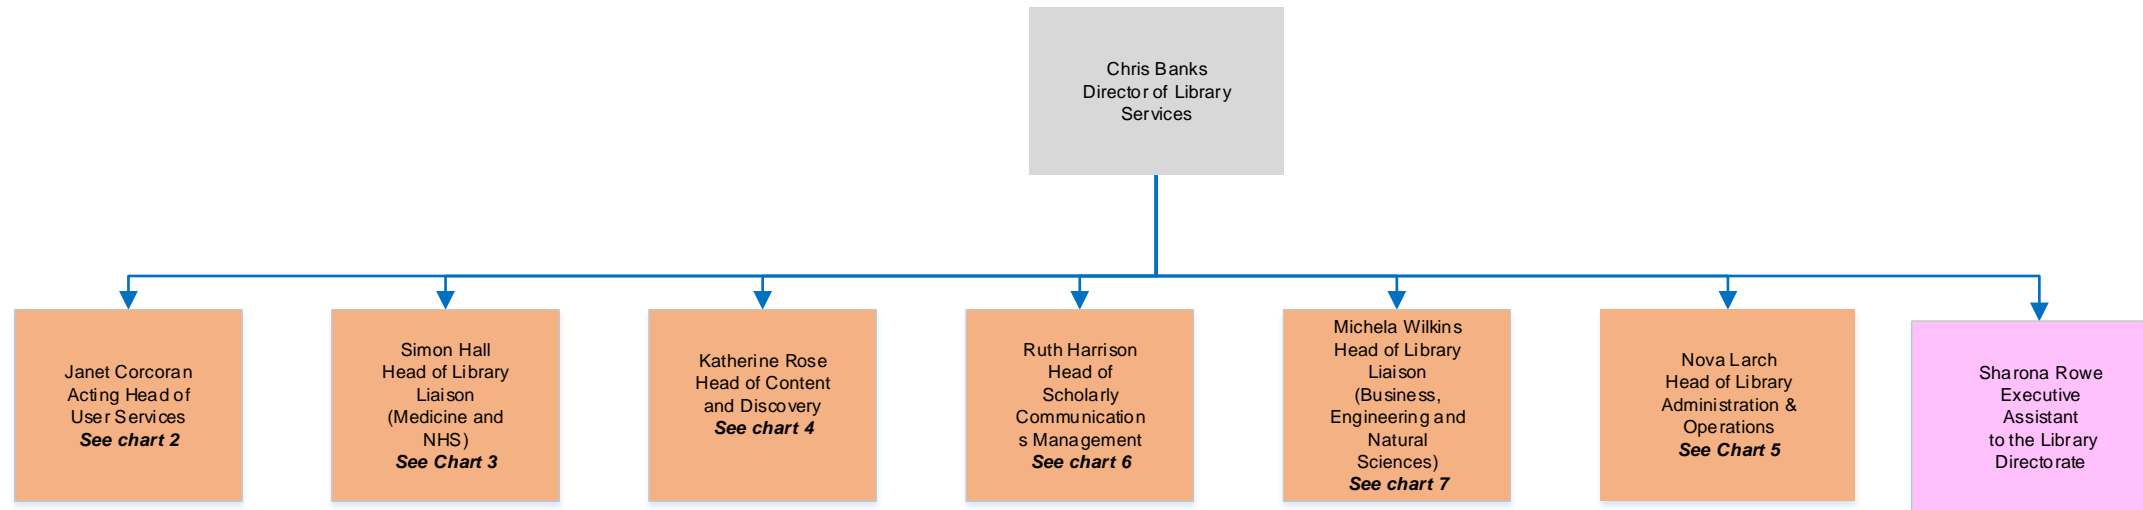 Chris Banks
Director of Library
Services
Janet Corcoran
Acting Head of
User Services
See chart 2
Simon Hall
Head of Library
Liaison
(Medicine and
NHS)
See Chart 3
Katherine Rose
Head of Content
and Discovery
See chart 4
Ruth Harrison
Head of
Scholarly
Communication
s Management
See chart 6
Michela Wilkins
Head of Library
Liaison
(Business,
Engineering and
Natural
Sciences)
See chart 7
Nova Larch
Head of Library
Administration &
Operations
See Chart 5
Sharona Rowe
Executive
Assistant
to the Library
Directorate